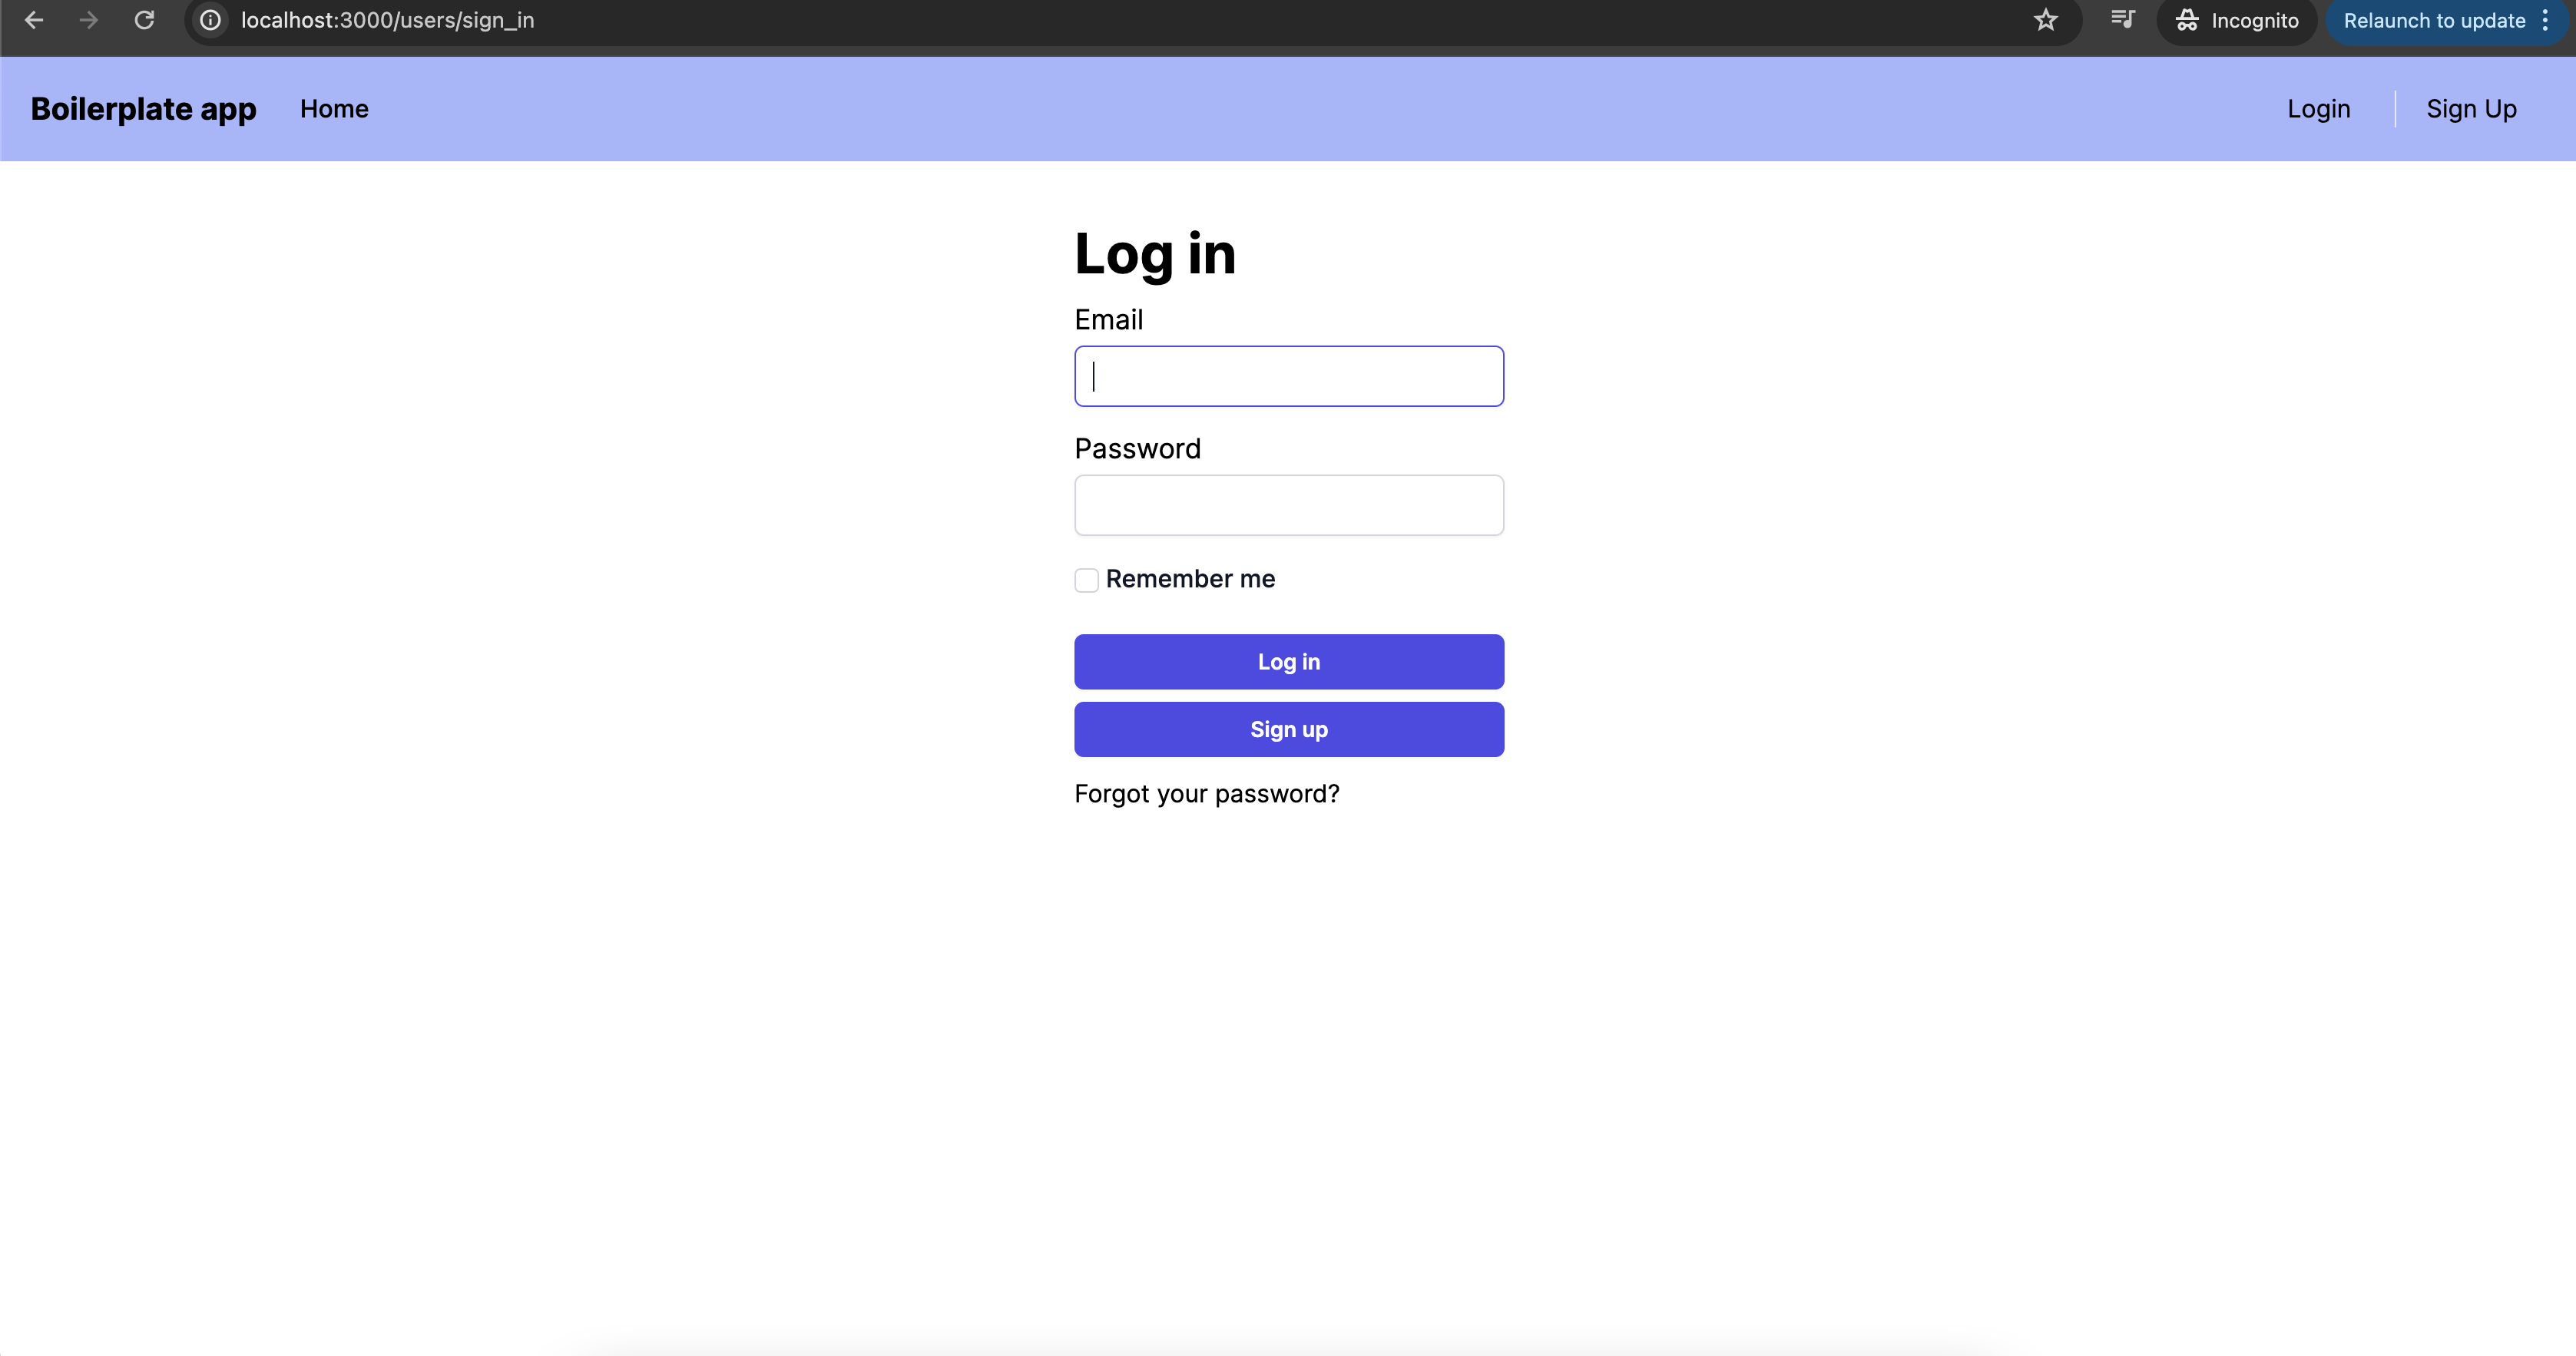 localhost:3000/users/sign_in Incognito Relaunch to update
Boilerplate app Home Login Sign Up
Log in
Email
Password
Remember me
Log in
Sign up
Forgot your password?